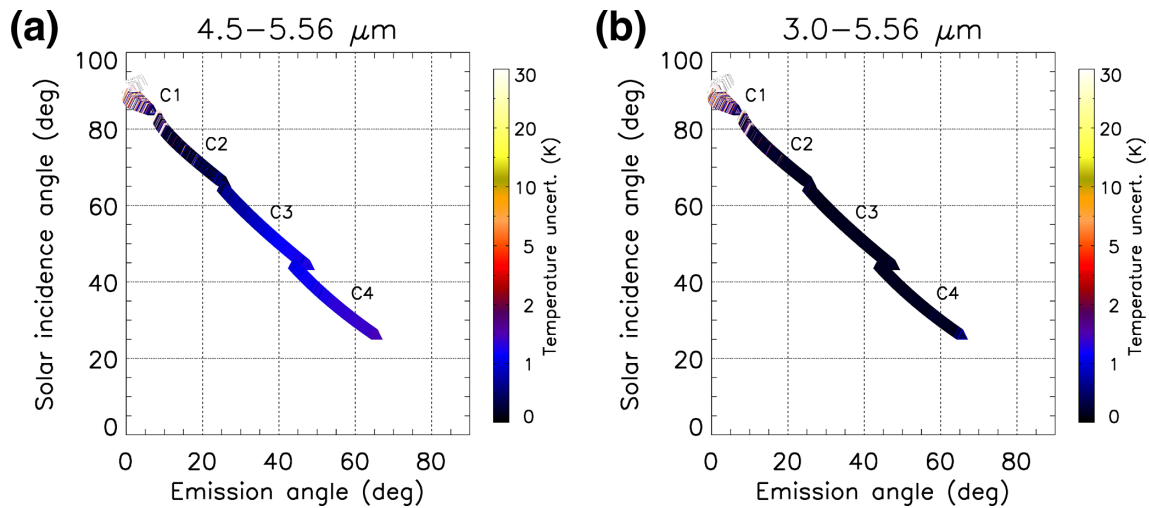 (a)
4.5−5.56 μm
Solar incidence angle (deg)
100
80
60
40
20
0
0 20 40 60 80
Emission angle (deg)
C1
C2
C3
C4
30
20
10
5
2
1
0
Temperature uncert. (K)
(b)
3.0−5.56 μm
Solar incidence angle (deg)
100
80
60
40
20
0
0 20 40 60 80
Emission angle (deg)
C1
C2
C3
C4
30
20
10
5
2
1
0
Temperature uncert. (K)